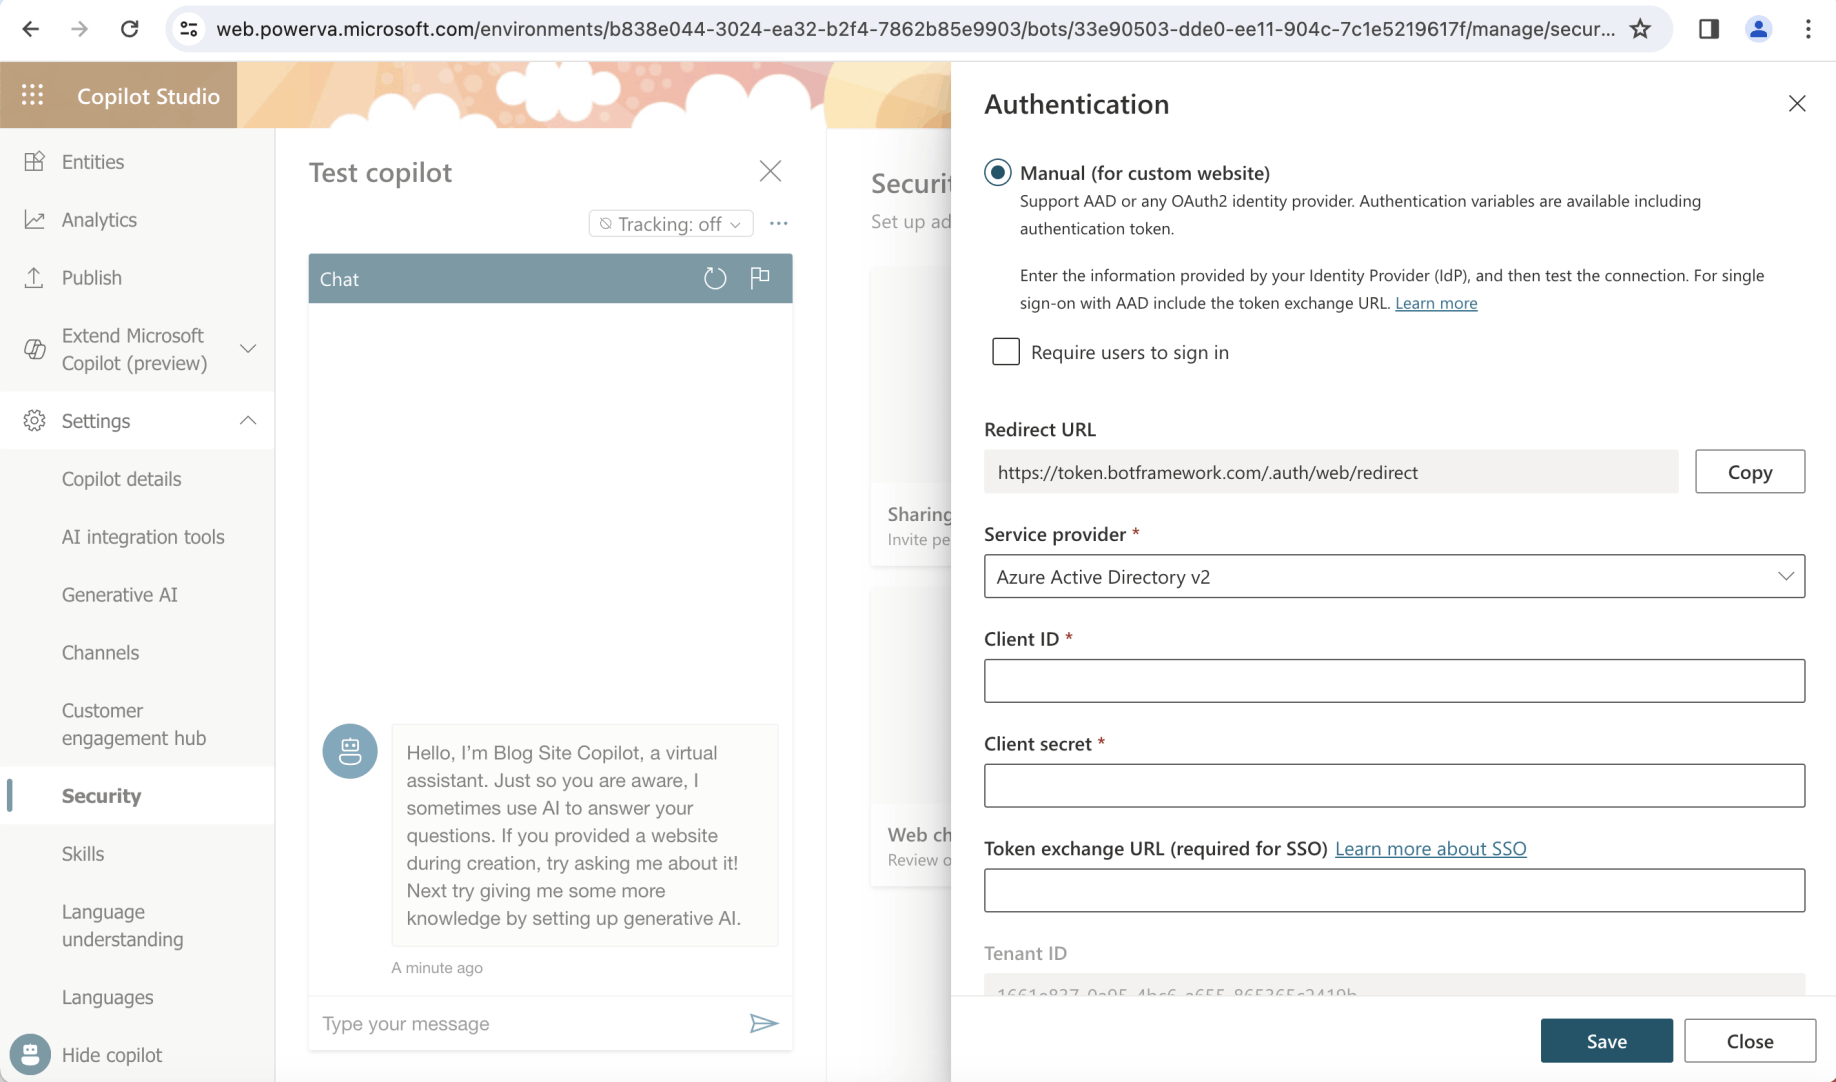 web.powerva.microsoft.com/environments/b838e044-3024-ea32-b2f4-7862b85e9903/bots/33e90503-dde0-ee11-904c-7c1e5219617f/manage/secur...
Copilot Studio
Entities
Analytics
Publish
Extend Microsoft
Copilot (preview)
Settings
Copilot details
AI integration tools
Generative AI
Channels
Customer
engagement hub
Security
Skills
Language
understanding
Languages
Hide copilot
Test copilot
Tracking: off
Chat
Hello, I'm Blog Site Copilot, a virtual
assistant. Just so you are aware, I
sometimes use AI to answer your
questions. If you provided a website
during creation, try asking me about it!
Next try giving me some more
knowledge by setting up generative AI.
A minute ago
Type your message
Securit
Set up ad
Sharing
Invite pe
Web ch
Review o
Authentication
Manual (for custom website)
Support AAD or any OAuth2 identity provider. Authentication variables are available including
authentication token.
Enter the information provided by your Identity Provider (IdP), and then test the connection. For single
sign-on with AAD include the token exchange URL. Learn more
Require users to sign in
Redirect URL
https://token.botframework.com/.auth/web/redirect
Copy
Service provider *
Azure Active Directory v2
Client ID *
Client secret *
Token exchange URL (required for SSO) Learn more about SSO
Tenant ID
Save
Close